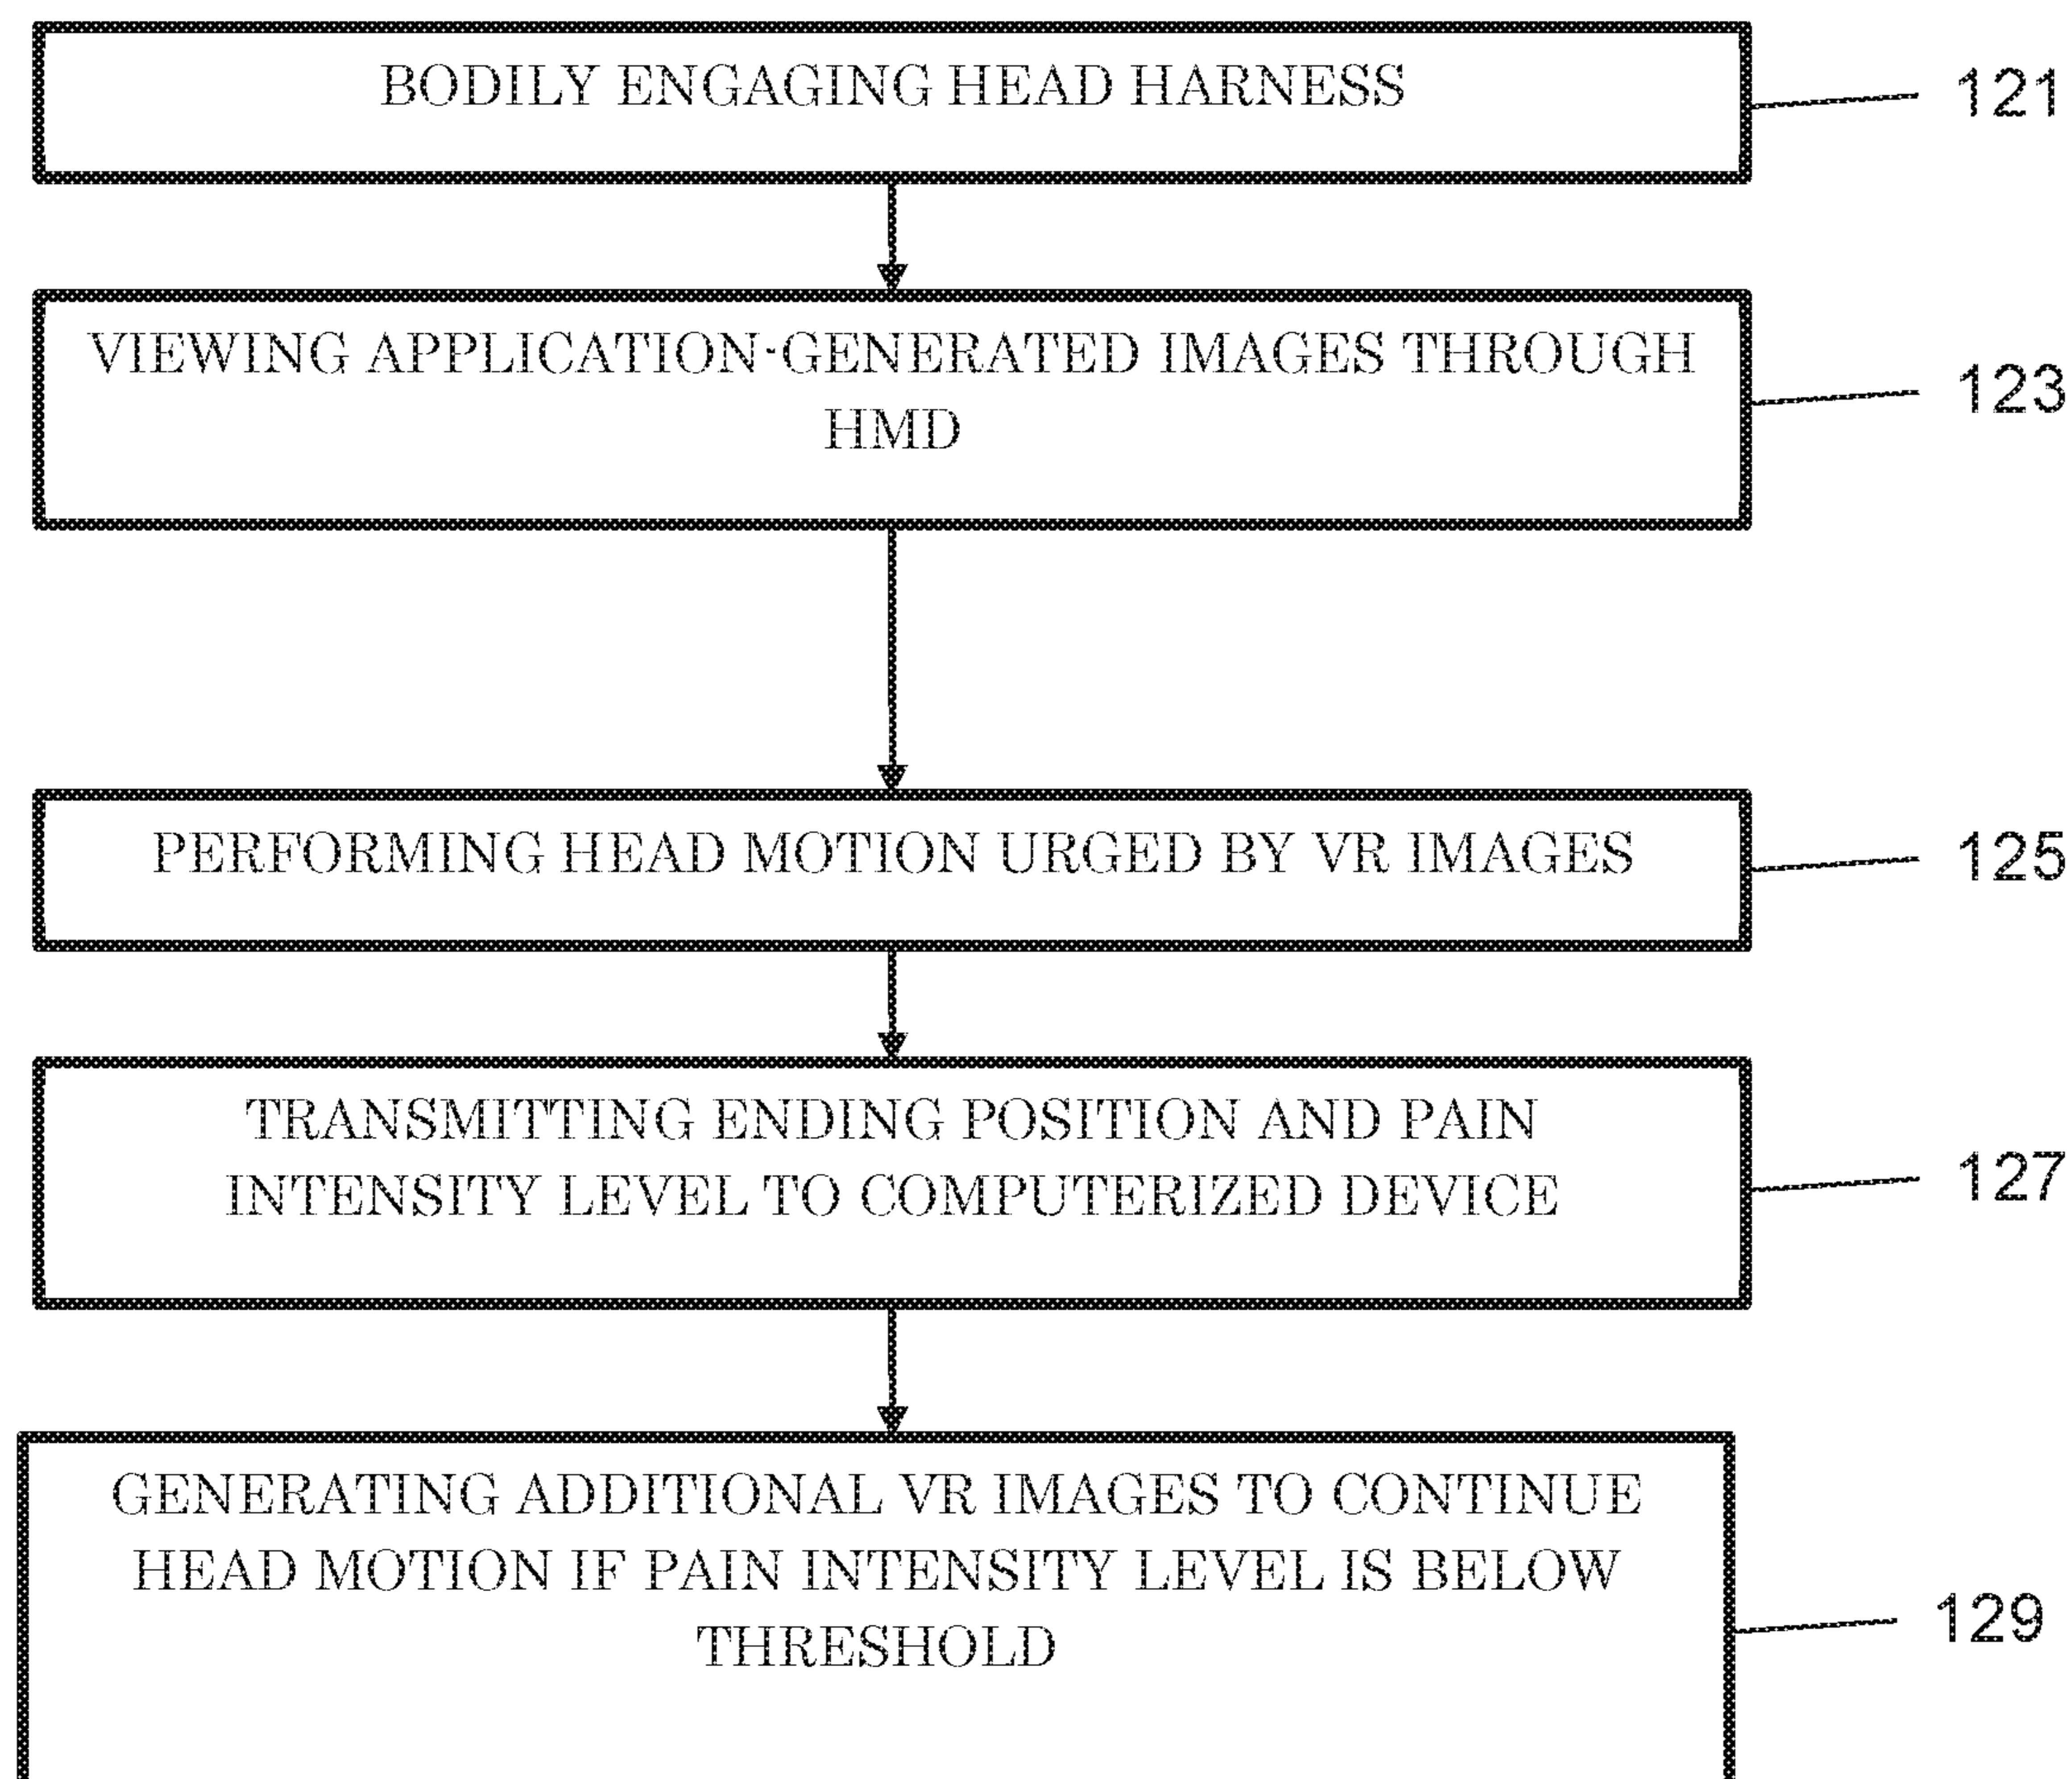 BODILY ENGAGING HEAD HARNESS
121
VIEWING APPLICATION-GENERATED IMAGES THROUGH
HMD
123
PERFORMING HEAD MOTION URGED BY VR IMAGES
125
TRANSMITTING ENDING POSITION AND PAIN
INTENSITY LEVEL TO COMPUTERIZED DEVICE
127
GENERATING ADDITIONAL VR IMAGES TO CONTINUE
HEAD MOTION IF PAIN INTENSITY LEVEL IS BELOW
THRESHOLD
129